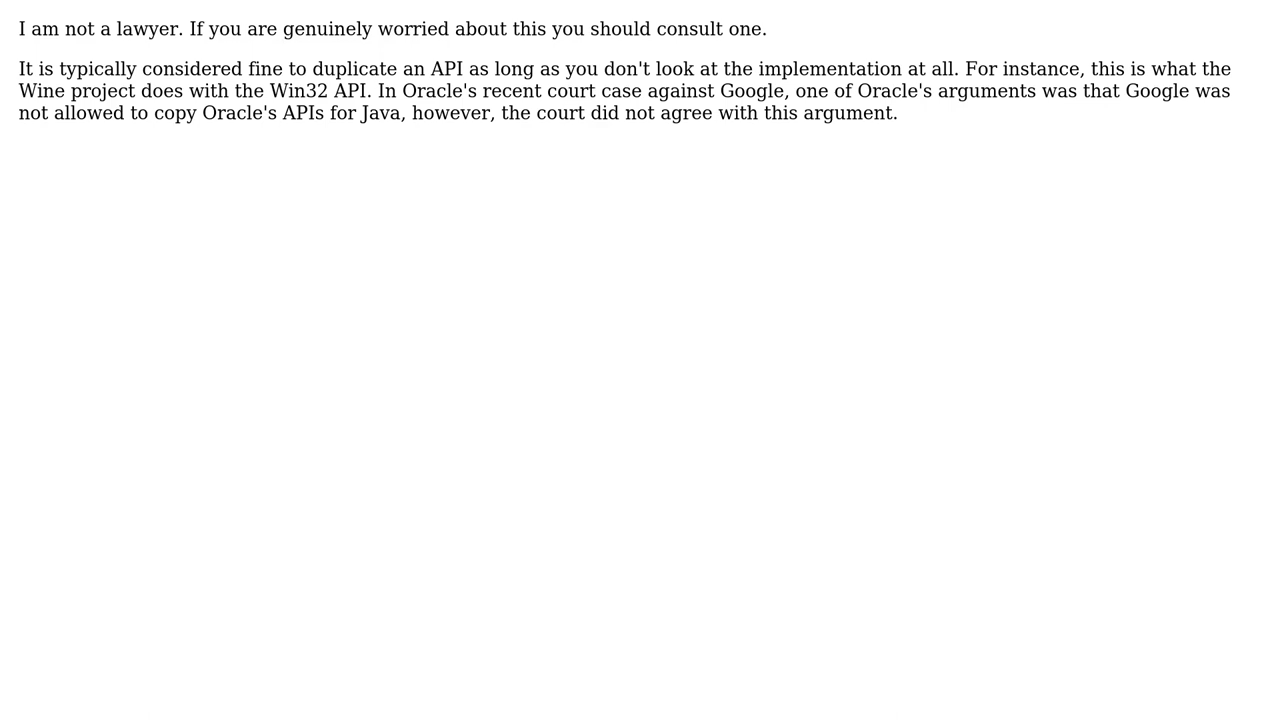 I am not a lawyer. If you are genuinely worried about this you should consult one.
It is typically considered fine to duplicate an API as long as you don't look at the implementation at all. For instance, this is what the
Wine project does with the Win32 API. In Oracle's recent court case against Google, one of Oracle's arguments was that Google was
not allowed to copy Oracle's APIs for Java, however, the court did not agree with this argument.